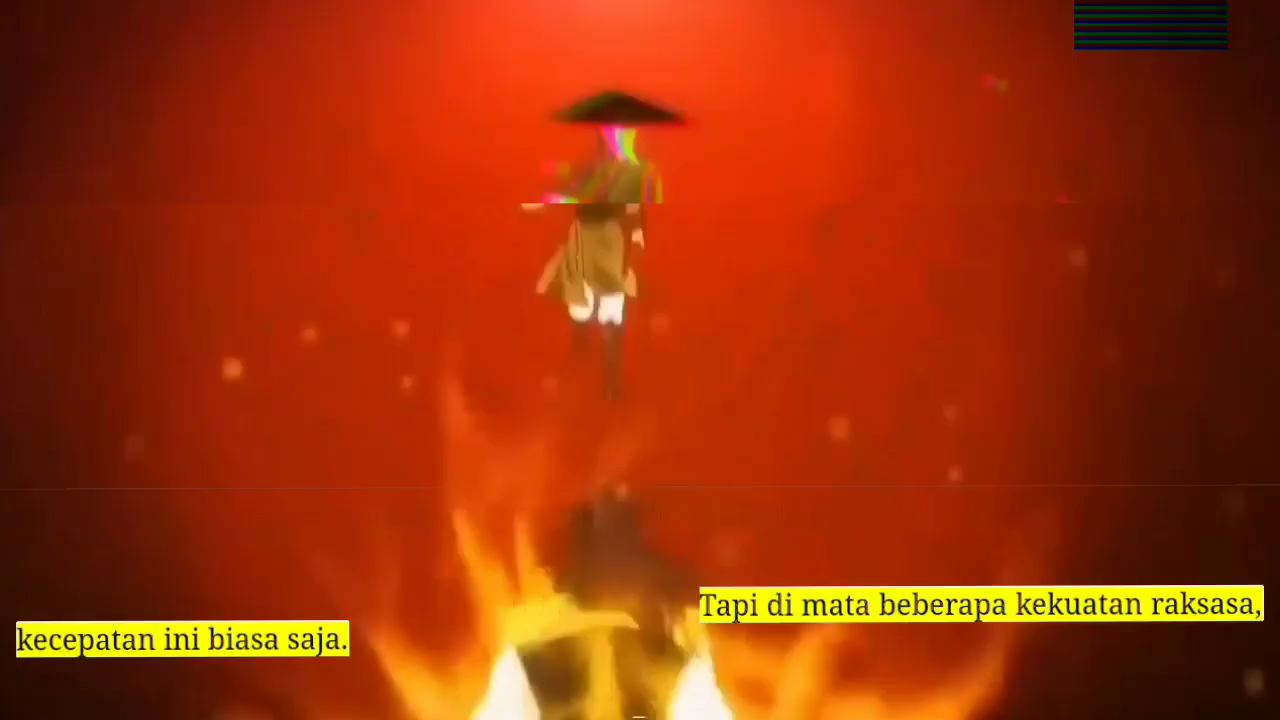 Tapi di mata beberapa kekuatan raksasa,
kecepatan ini biasa saja.